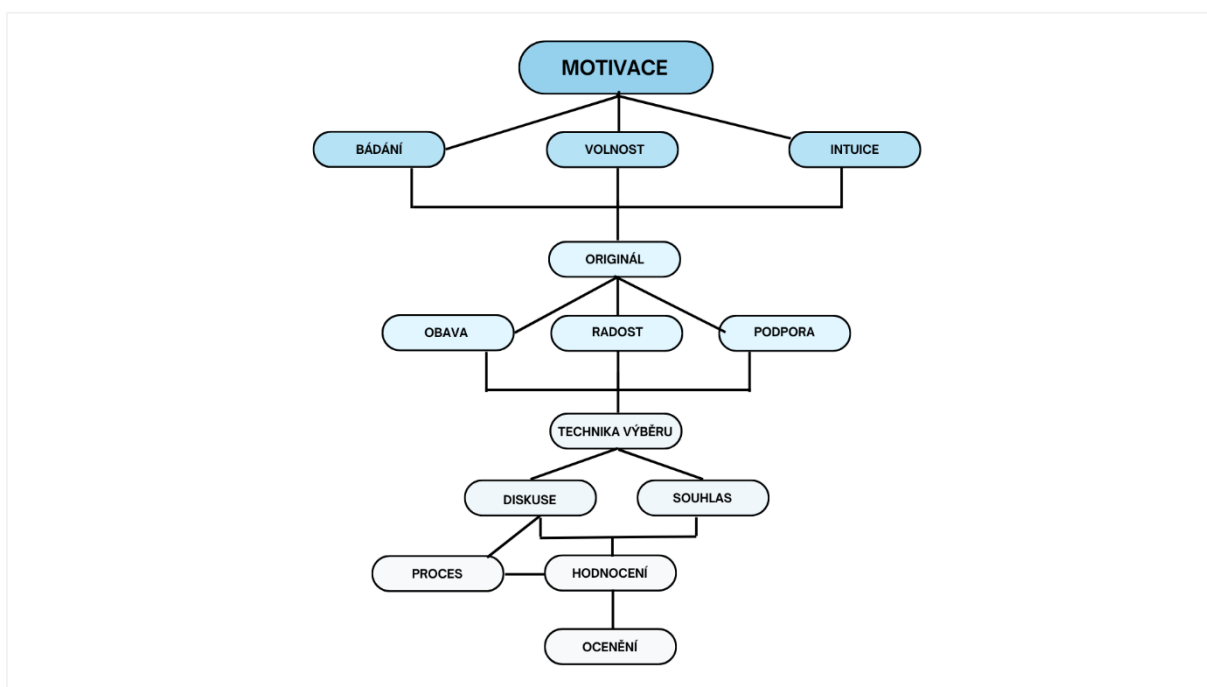 MOTIVACE
BÁDÁNÍ
VOLNOST
INTUICE
ORIGINÁL
OBAVA
RADOST
PODPORA
TECHNIKA VÝBĚRU
DISKUSE
SOUHLAS
PROCES
HODNOCENÍ
OCENĚNÍ